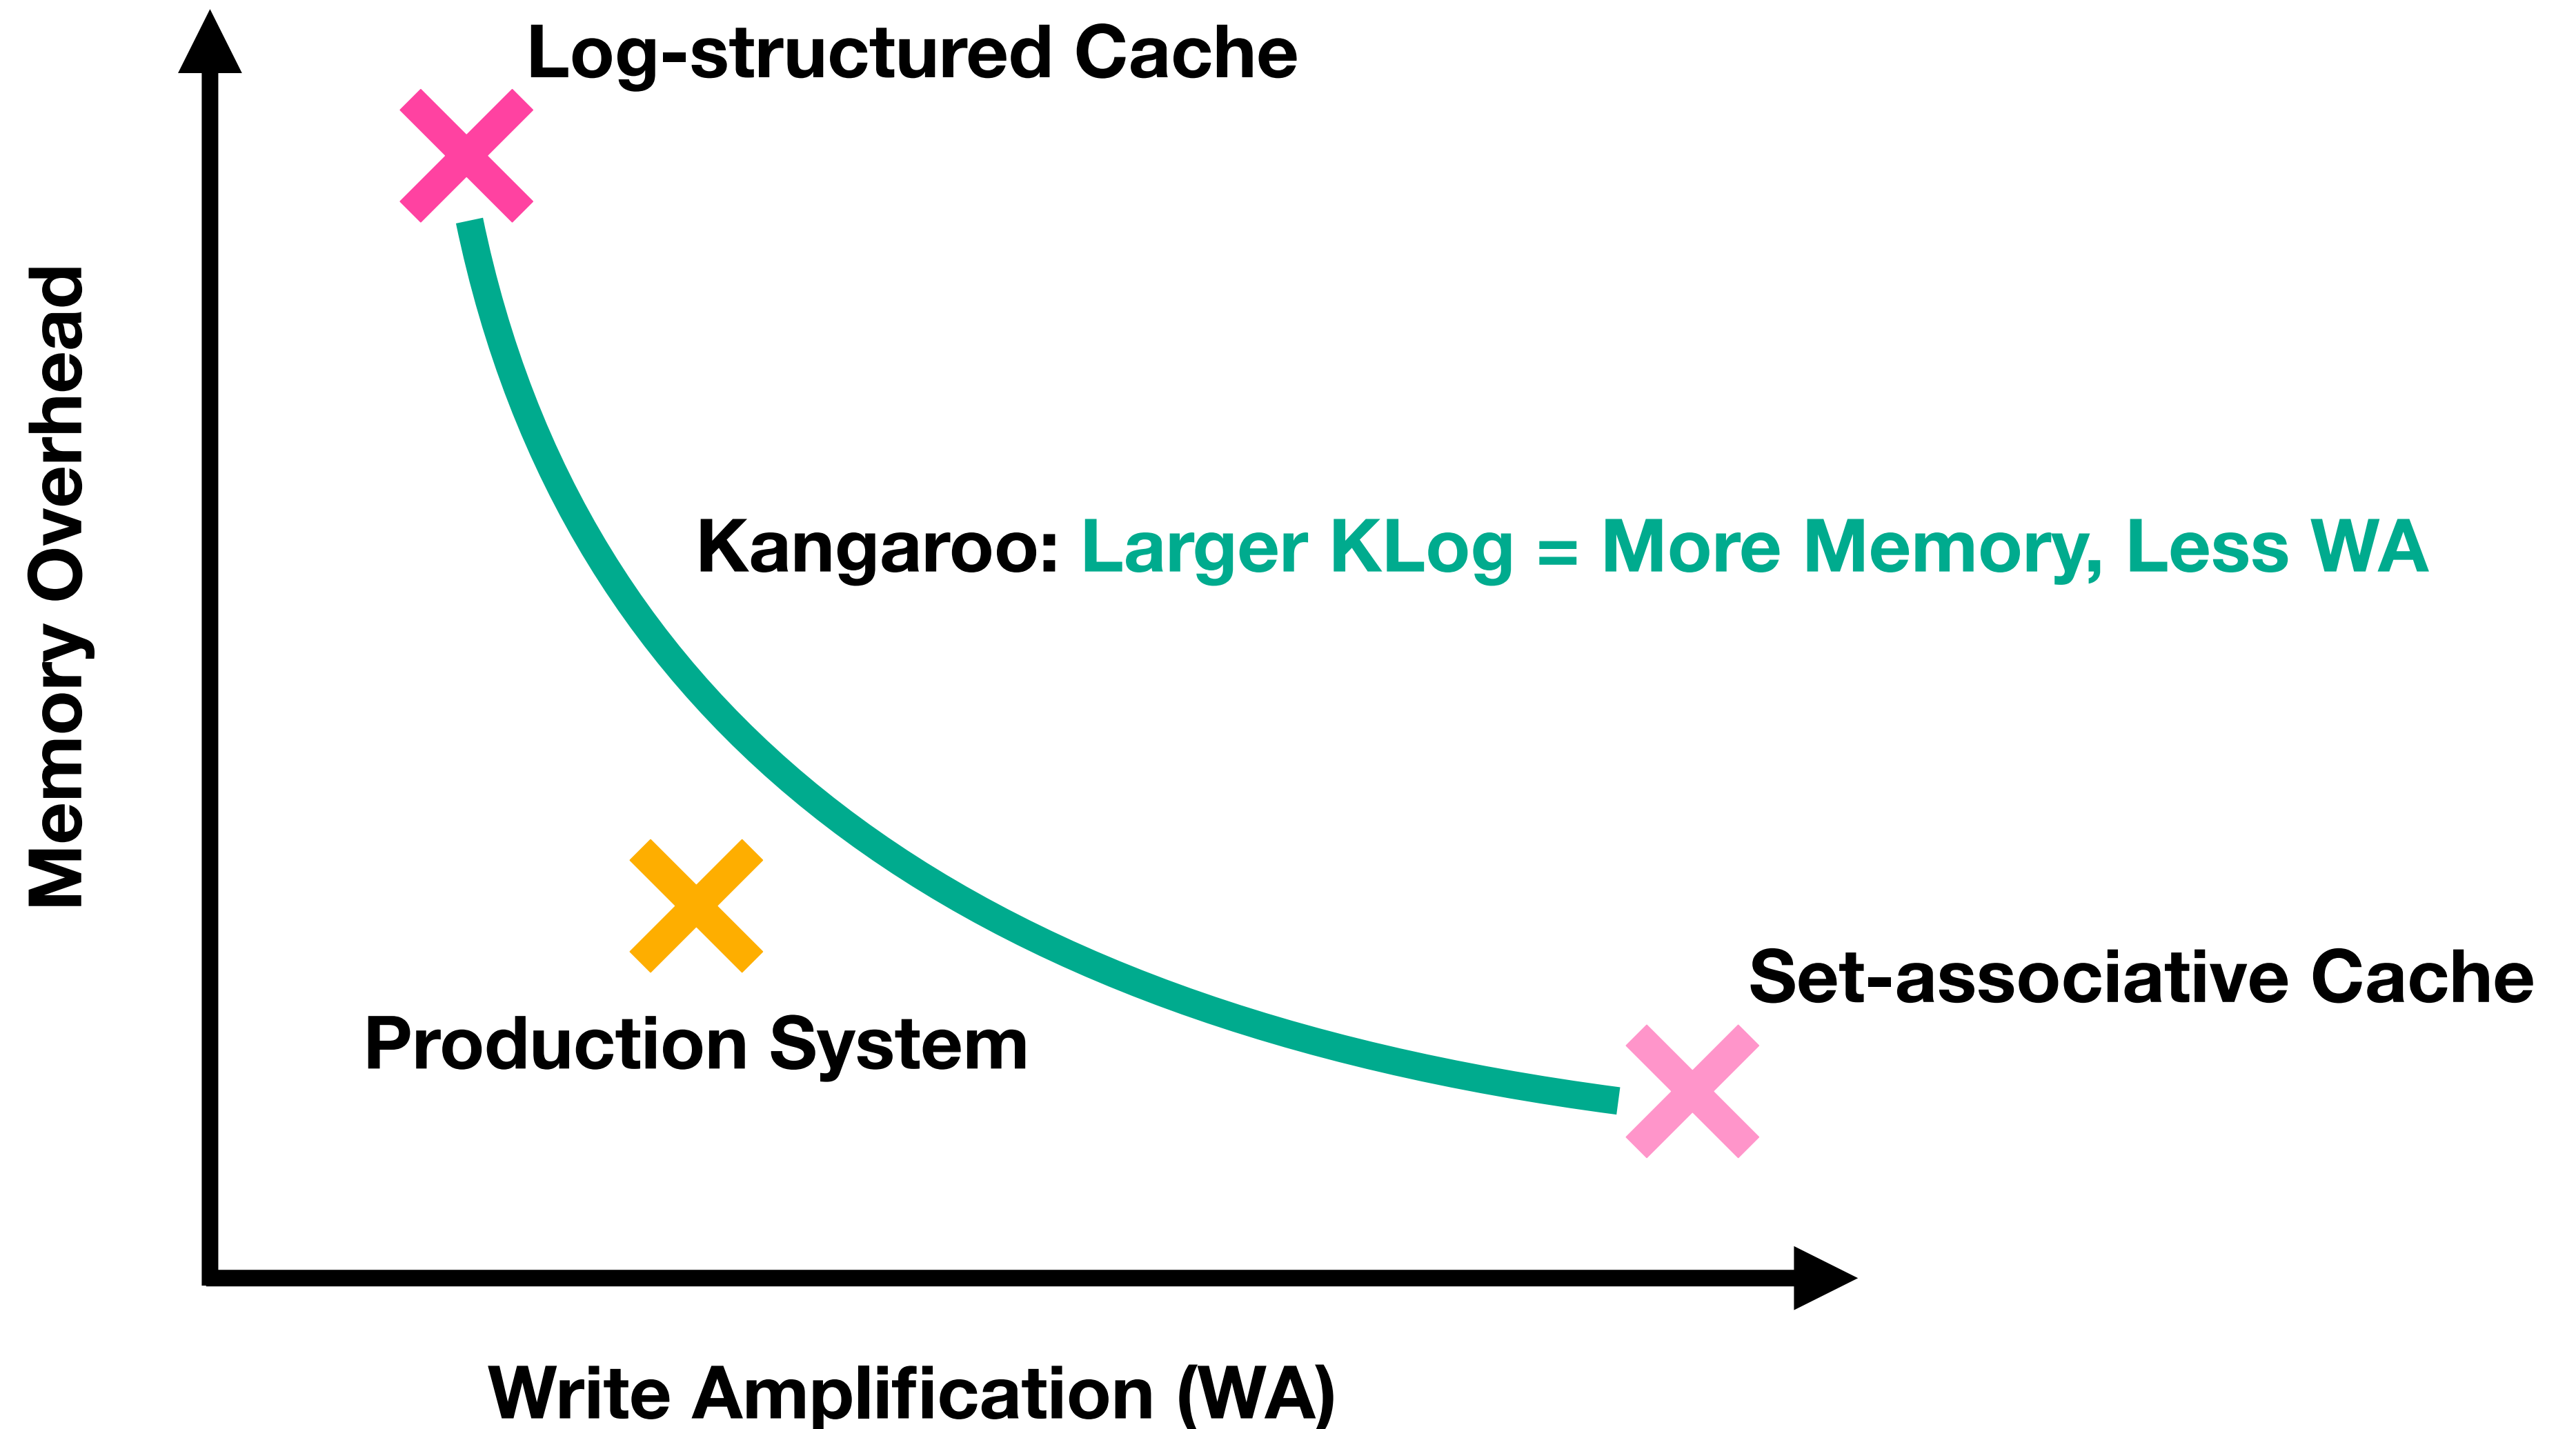 Log-structured Cache
Memory Overhead
Kangaroo: Larger KLog = More Memory, Less WA
Set-associative Cache
Production System
Write Amplification (WA)